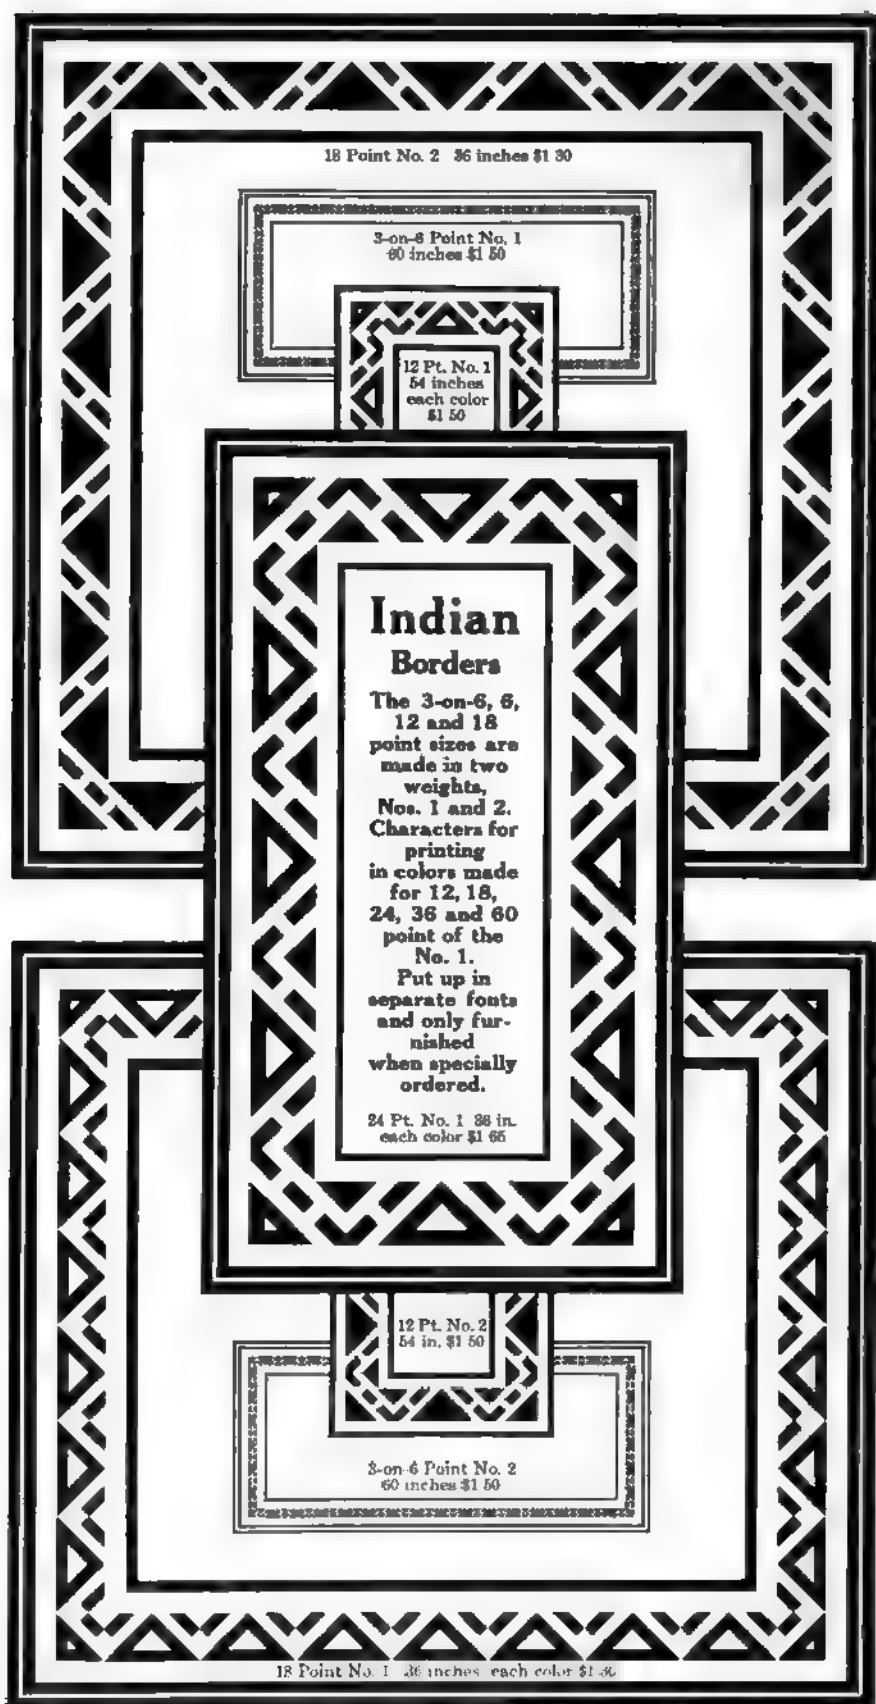 18 Point No. 2 36 inches $1 30
3-on-6 Point No. 1
60 inches $1 50
12 Pt. No. 1
54 inches
each color
$1 50
Indian
Borders
The 3-on-6, 6,
12 and 18
point sizes are
made in two
weights,
Nos. 1 and 2.
Characters for
printing
in colors made
for 12, 18,
24, 36 and 60
point of the
No. 1.
Put up in
separate fonts
and only fur-
nished
when specially
ordered.
24 Pt. No. 1 36 in.
each color $1 65
12 Pt. No. 2
54 in. $1 50
3-on-6 Point No. 2
60 inches $1 50
18 Point No. 1 36 inches each color